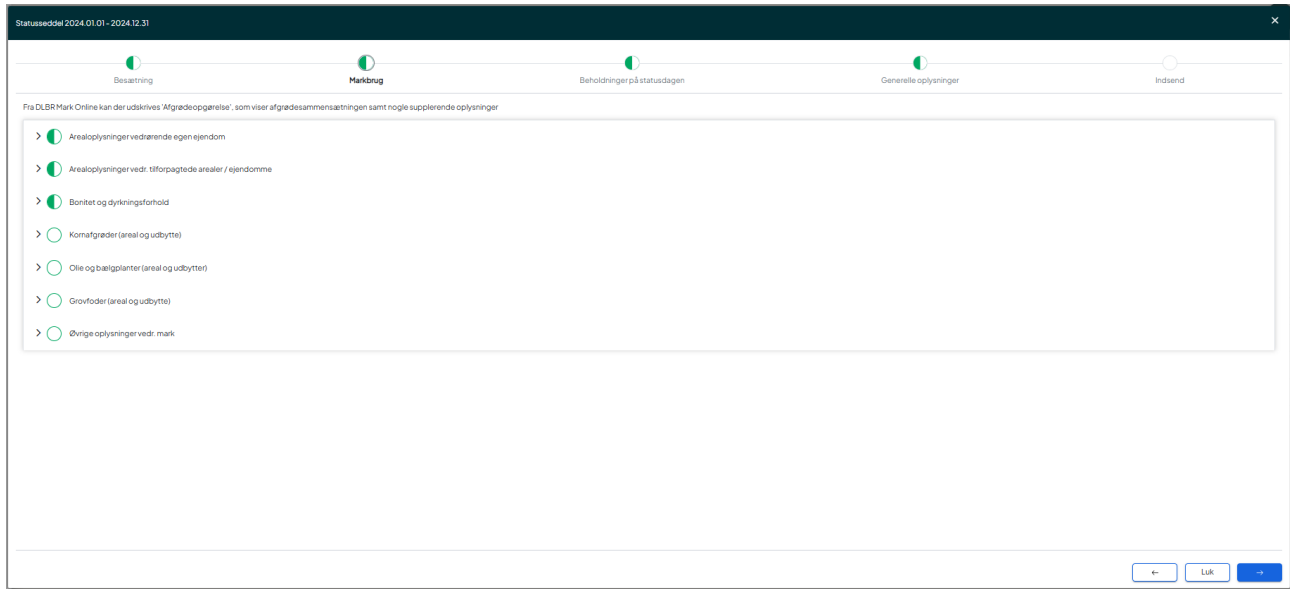 Statusseddel 2024.01.01 - 2024.12.31
Besætning
Markbrug
Beholdninger på statusdagen
Generelle oplysninger
Indsend
Fra DLBR Mark Online kan der udskrives 'Afgrødeopgørelse', som viser afgrødesammensætningen samt nogle supplerende oplysninger
Arealoplysninger vedrørende egen ejendom
Arealoplysninger vedr. tilforpagtede arealer / ejendomme
Bonitet og dyrkningsforhold
Kornafgrøder (areal og udbytte)
Olie og bælgplanter (areal og udbytter)
Grovfoder (areal og udbytte)
Øvrige oplysninger vedr. mark
Luk